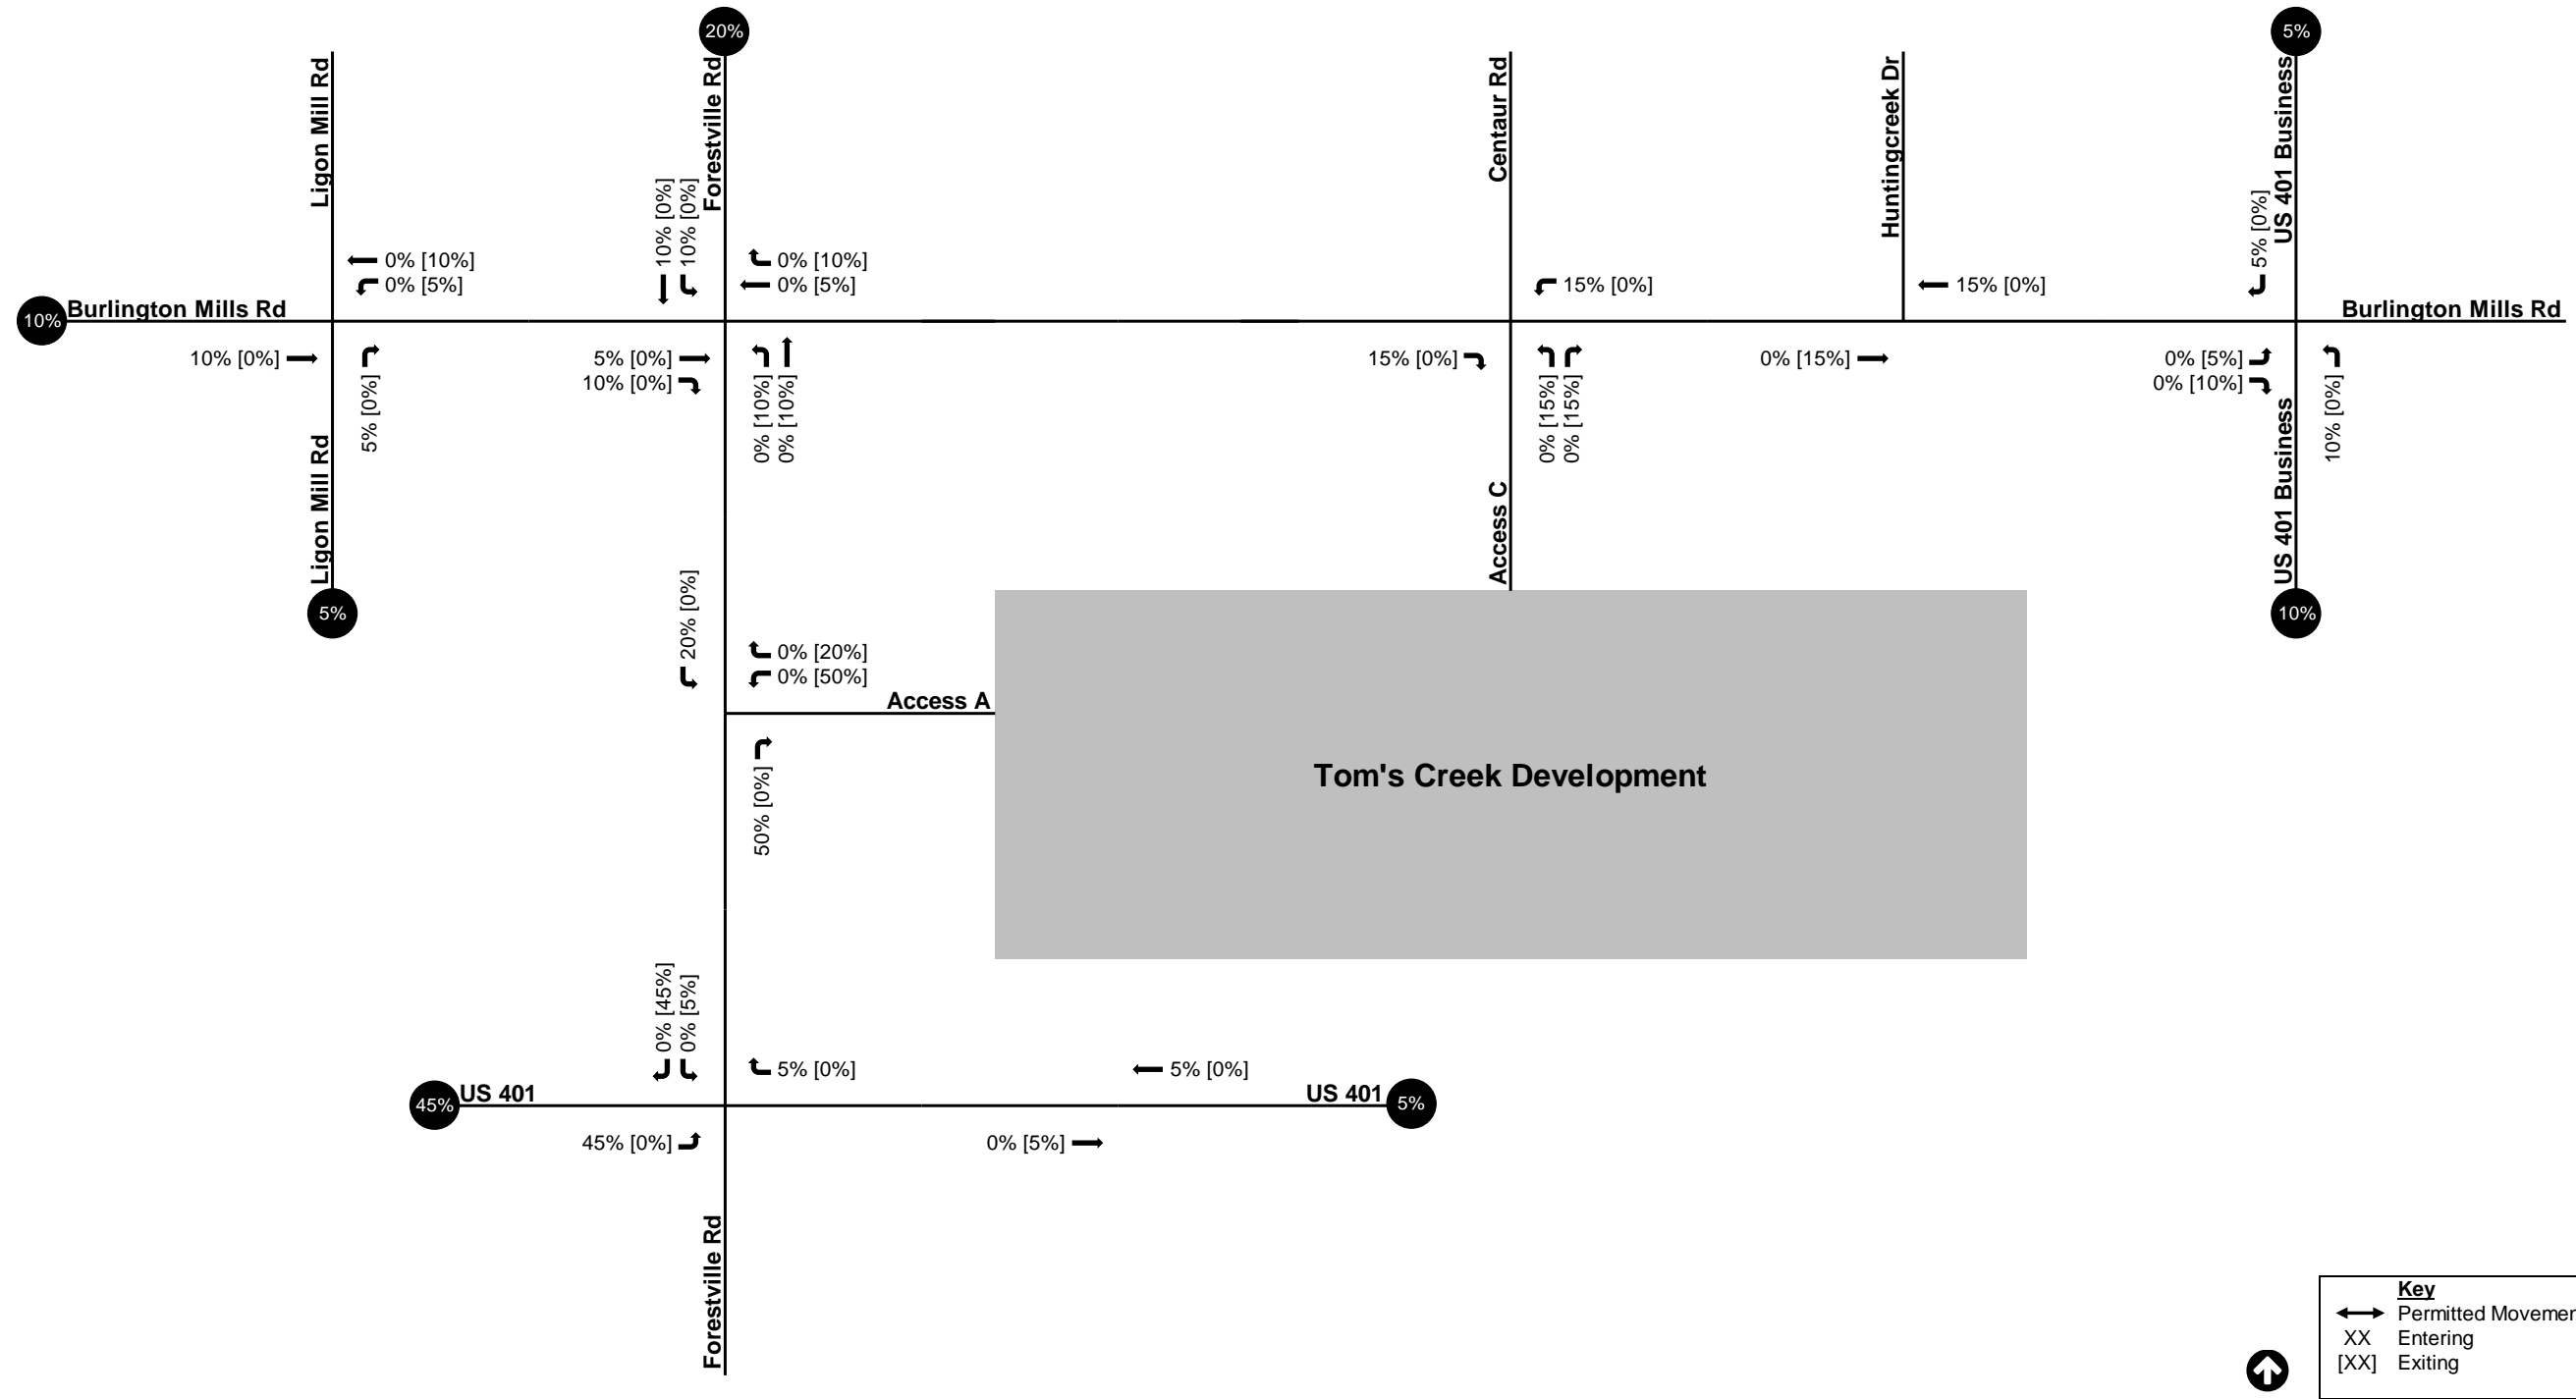 20%
5%
Ligon Mill Rd
Forestville Rd
Centaur Rd
Huntingcreek Dr
US 401 Business
10% [0%]
10% [0%]
5% [0%]
0% [10%]
0% [5%]
0% [10%]
0% [5%]
15% [0%]
15% [0%]
10%
Burlington Mills Rd
Burlington Mills Rd
10% [0%]
5% [0%]
5% [0%]
10% [0%]
0% [10%]
0% [10%]
15% [0%]
0% [15%]
0% [15%]
0% [15%]
0% [5%]
0% [10%]
10% [0%]
Ligon Mill Rd
Access C
US 401 Business
5%
10%
20% [0%]
0% [20%]
0% [50%]
Access A
50% [0%]
Tom's Creek Development
0% [45%]
0% [5%]
5% [0%]
5% [0%]
45%
US 401
US 401
5%
45% [0%]
0% [5%]
Forestville Rd
Key
XX Entering
[XX] Exiting
Permitted